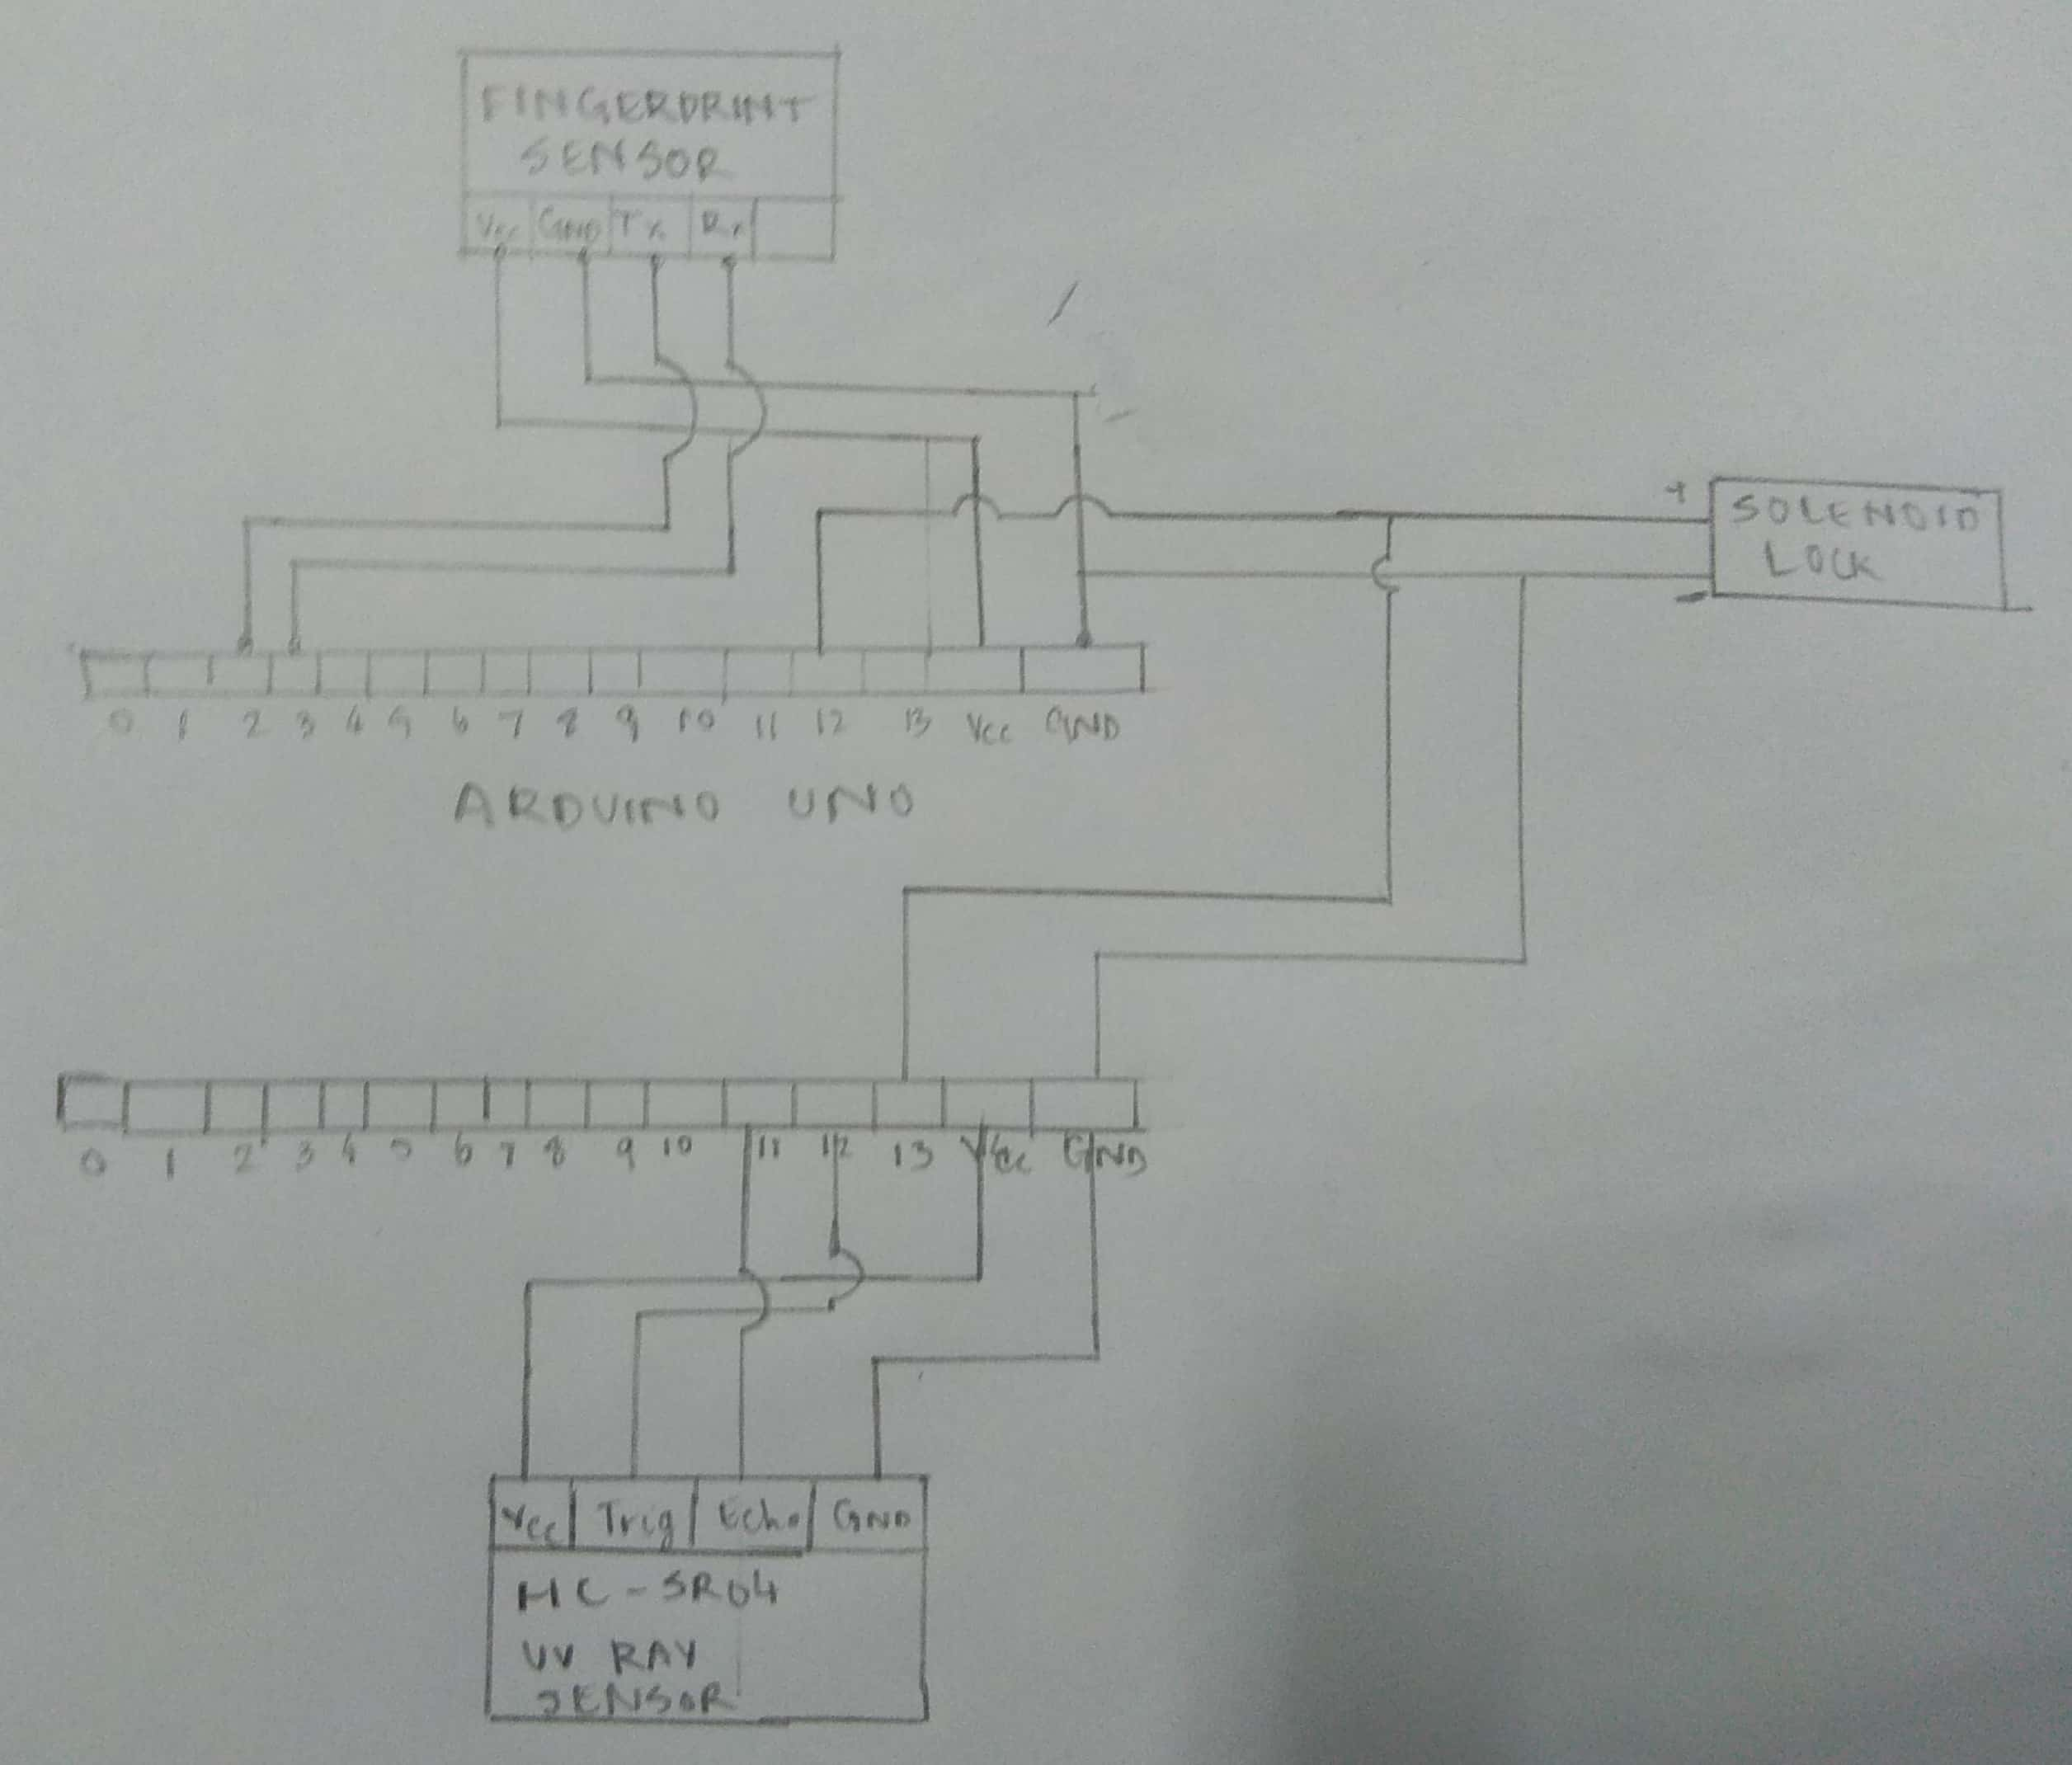 FINGERPRINT
SENSOR
Vcc GND Tx Rx
+ SOLENOID
LOCK
-
0 1 2 3 4 5 6 7 8 9 10 11 12 13 Vcc GND
ARDUINO UNO
0 1 2 3 4 5 6 7 8 9 10 11 12 13 Vcc GND
Vcc Trig Echo GND
HC-SR04
UV RAY
SENSOR